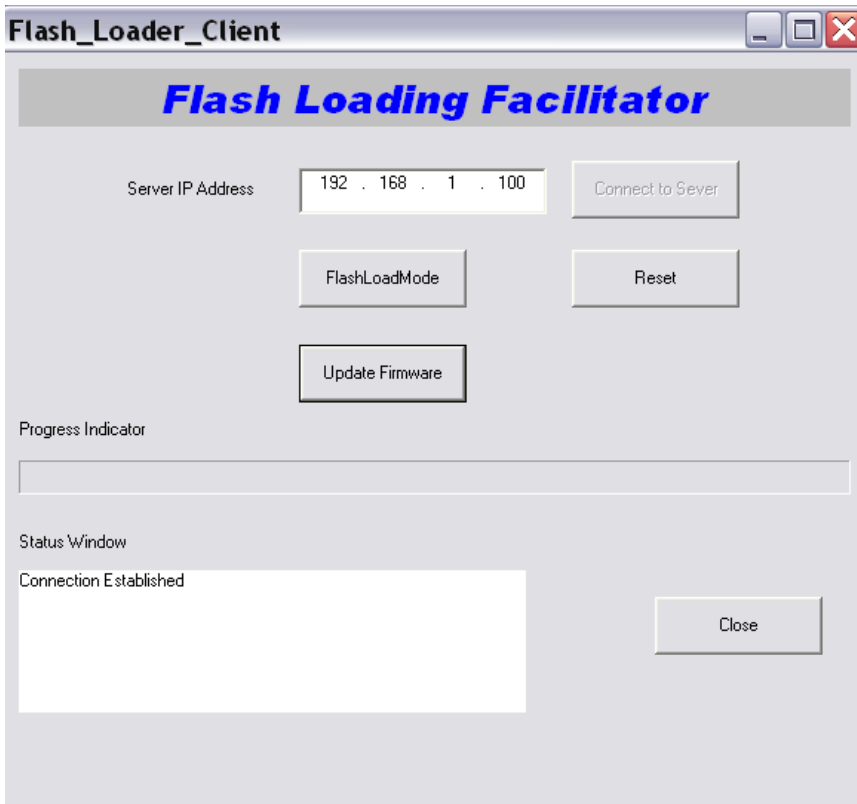 Flash_Loader_Client
Flash Loading Facilitator
Server IP Address 192 . 168 . 1 . 100 Connect to Sever
FlashLoadMode Reset
Update Firmware
Progress Indicator
Status Window
Connection Established
Close